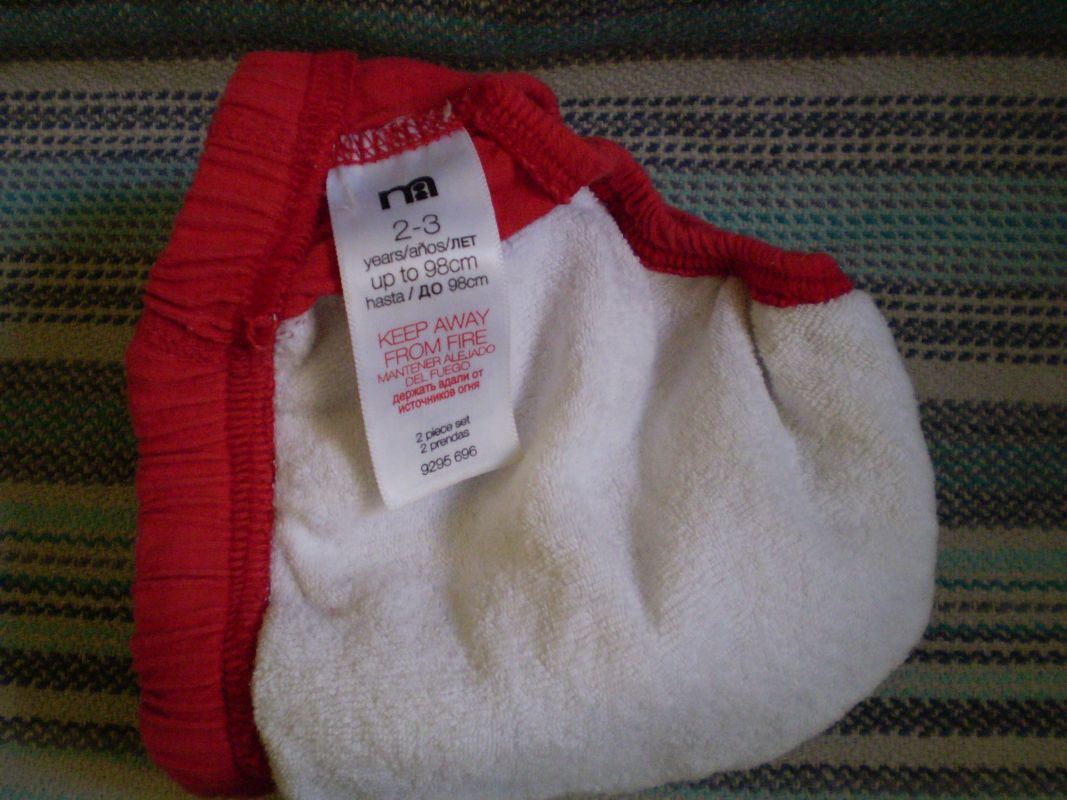 2-3
years/años/ЛЕТ
up to 98cm
hasta / ДО 98cm
KEEP AWAY
FROM FIRE
MANTENER ALEJADO
DEL FUEGO
держать вдали от
источников огня
2 piece set
2 prendas
9295 696